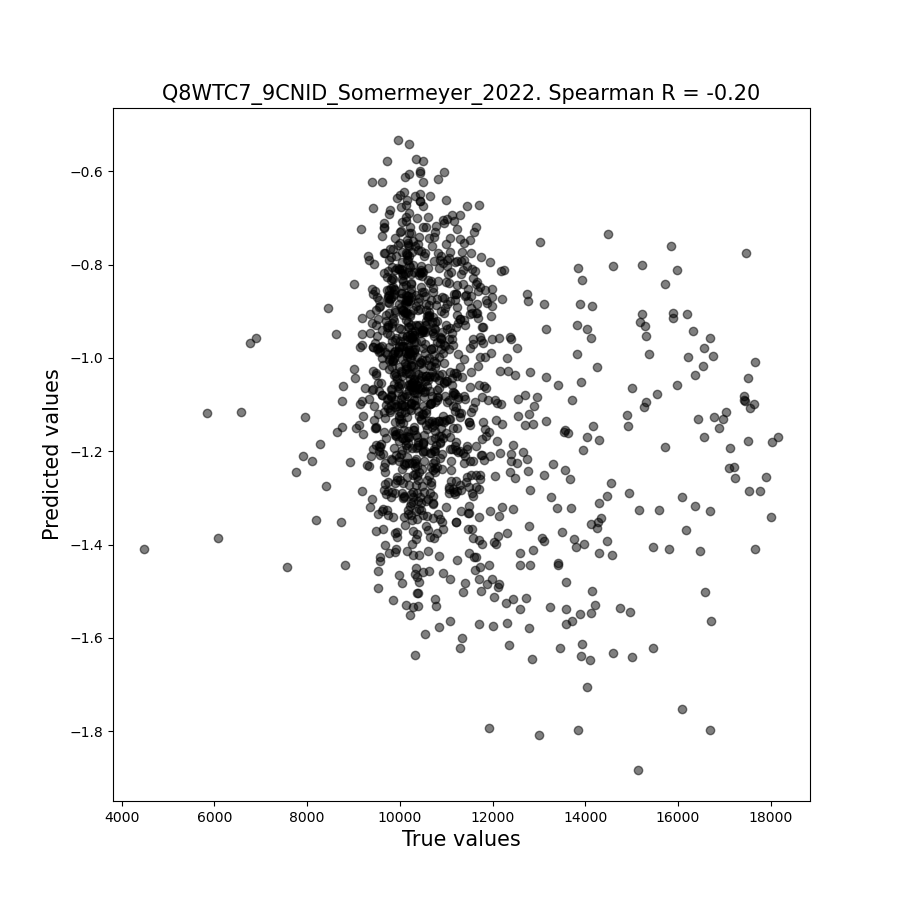 Q8WTC7_9CNID_Somermeyer_2022. Spearman R = -0.20
−0.6
−0.8
−1.0
−1.2
−1.4
−1.6
−1.8
Predicted values
4000 6000 8000 10000 12000 14000 16000 18000
True values